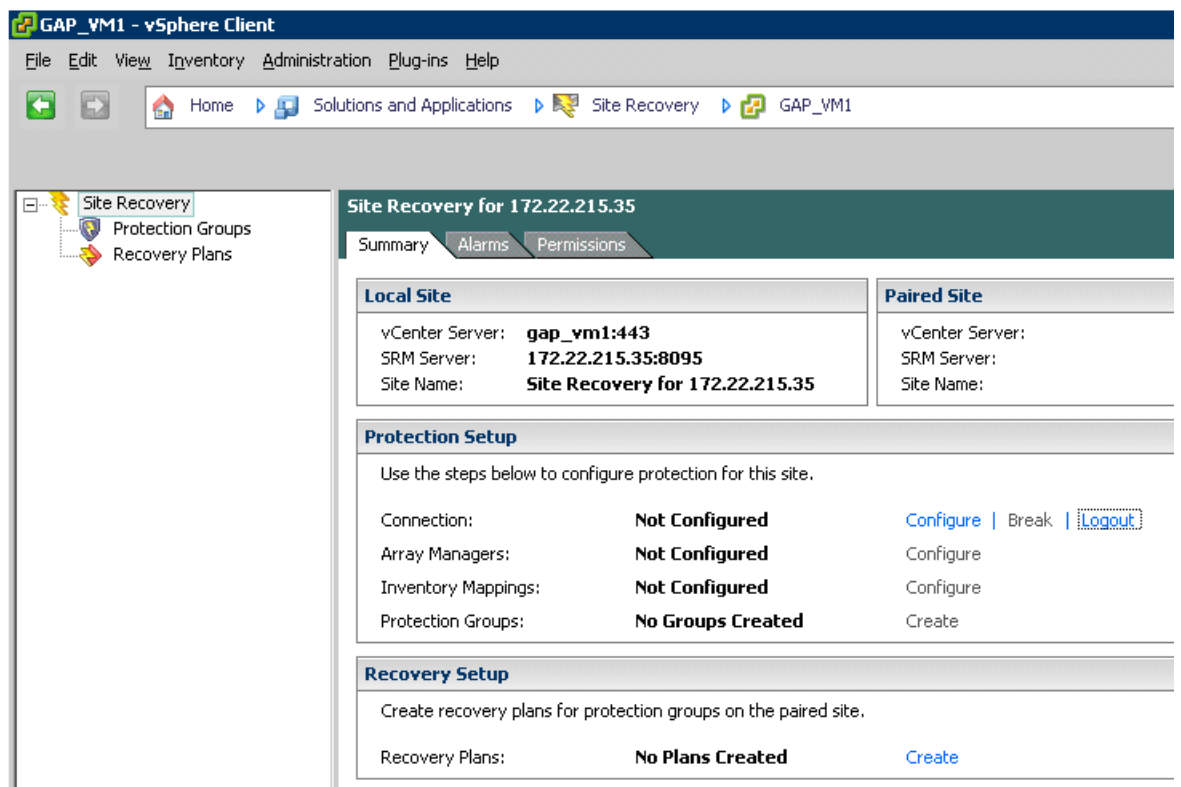 GAP_VM1 - vSphere Client
File Edit View Inventory Administration Plug-ins Help
Home Solutions and Applications Site Recovery GAP_VM1
Site Recovery
Protection Groups
Recovery Plans
Site Recovery for 172.22.215.35
Summary Alarms Permissions
Local Site
vCenter Server: gap_vm1:443
SRM Server: 172.22.215.35:8095
Site Name: Site Recovery for 172.22.215.35
Paired Site
vCenter Server:
SRM Server:
Site Name:
Protection Setup
Use the steps below to configure protection for this site.
Connection: Not Configured Configure | Break | Logout
Array Managers: Not Configured Configure
Inventory Mappings: Not Configured Configure
Protection Groups: No Groups Created Create
Recovery Setup
Create recovery plans for protection groups on the paired site.
Recovery Plans: No Plans Created Create